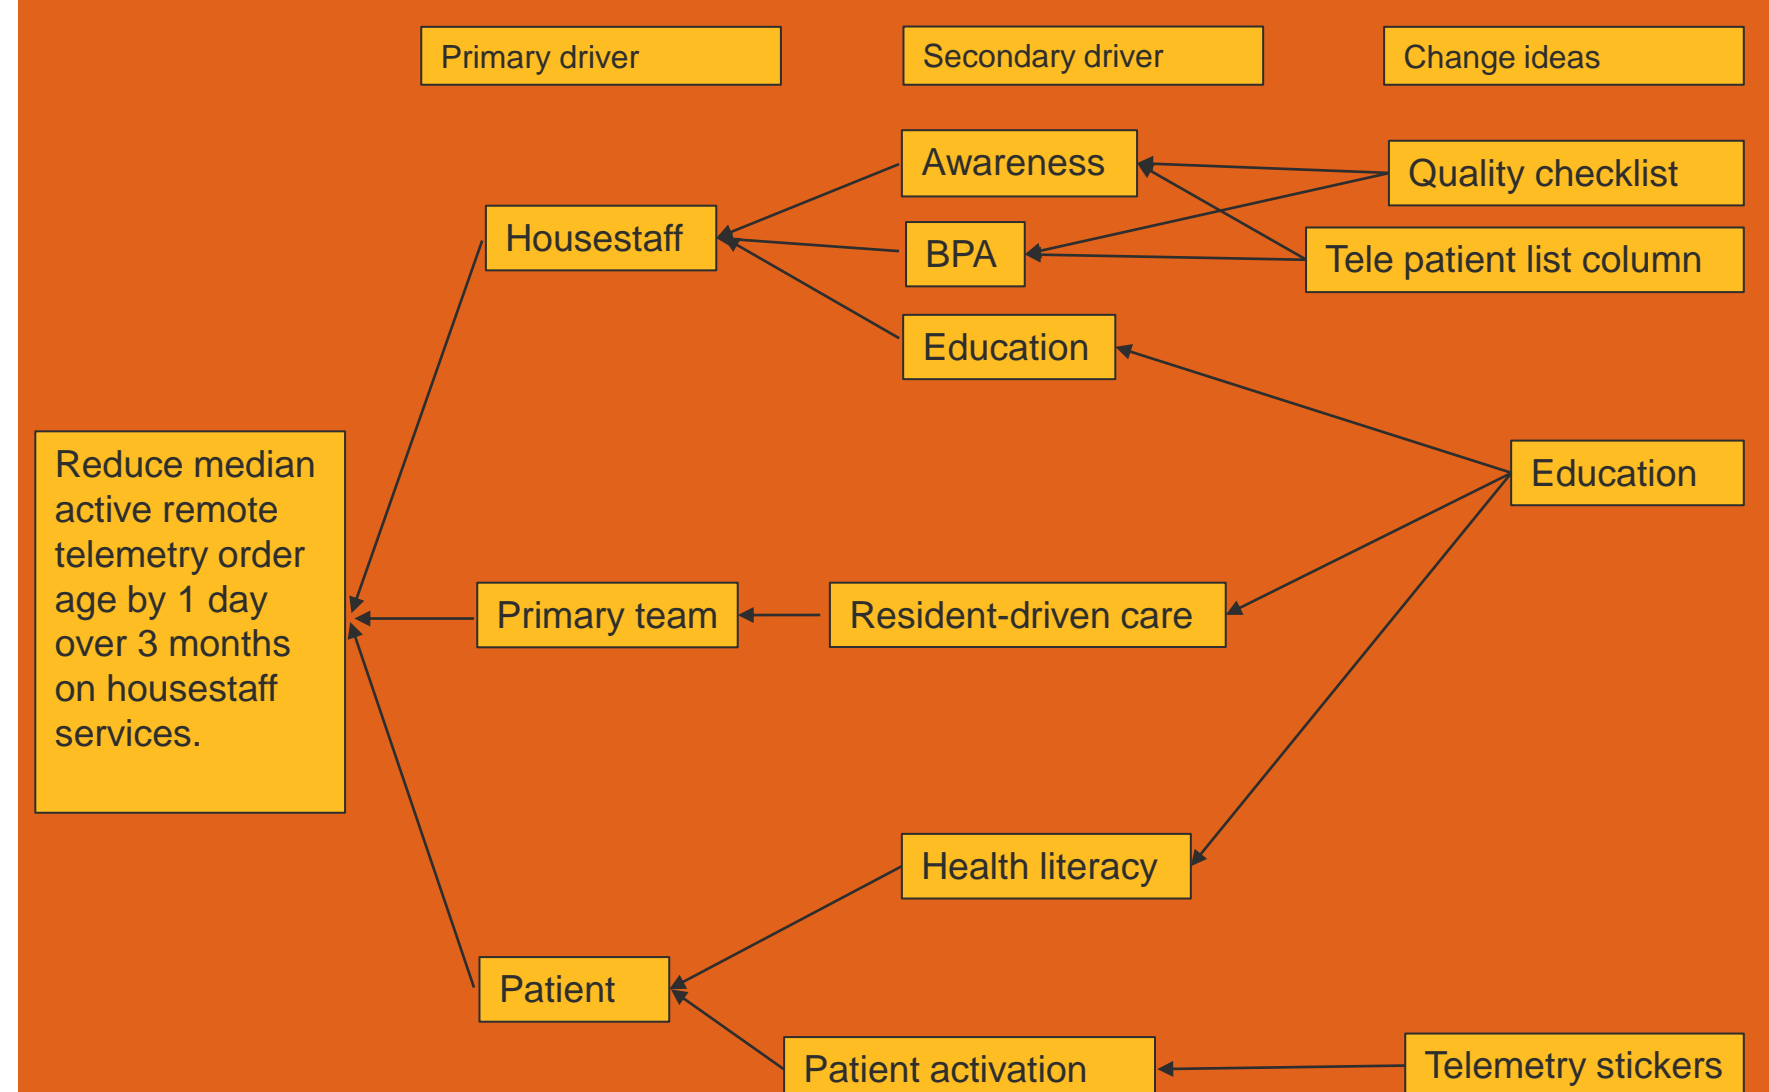 Primary driver
Secondary driver
Change ideas
Awareness
Quality checklist
Housestaff
BPA
Tele patient list column
Education
Reduce median
active remote
telemetry order
age by 1 day
over 3 months
on housestaff
services.
Education
Primary team
Resident-driven care
Health literacy
Patient
Patient activation
Telemetry stickers